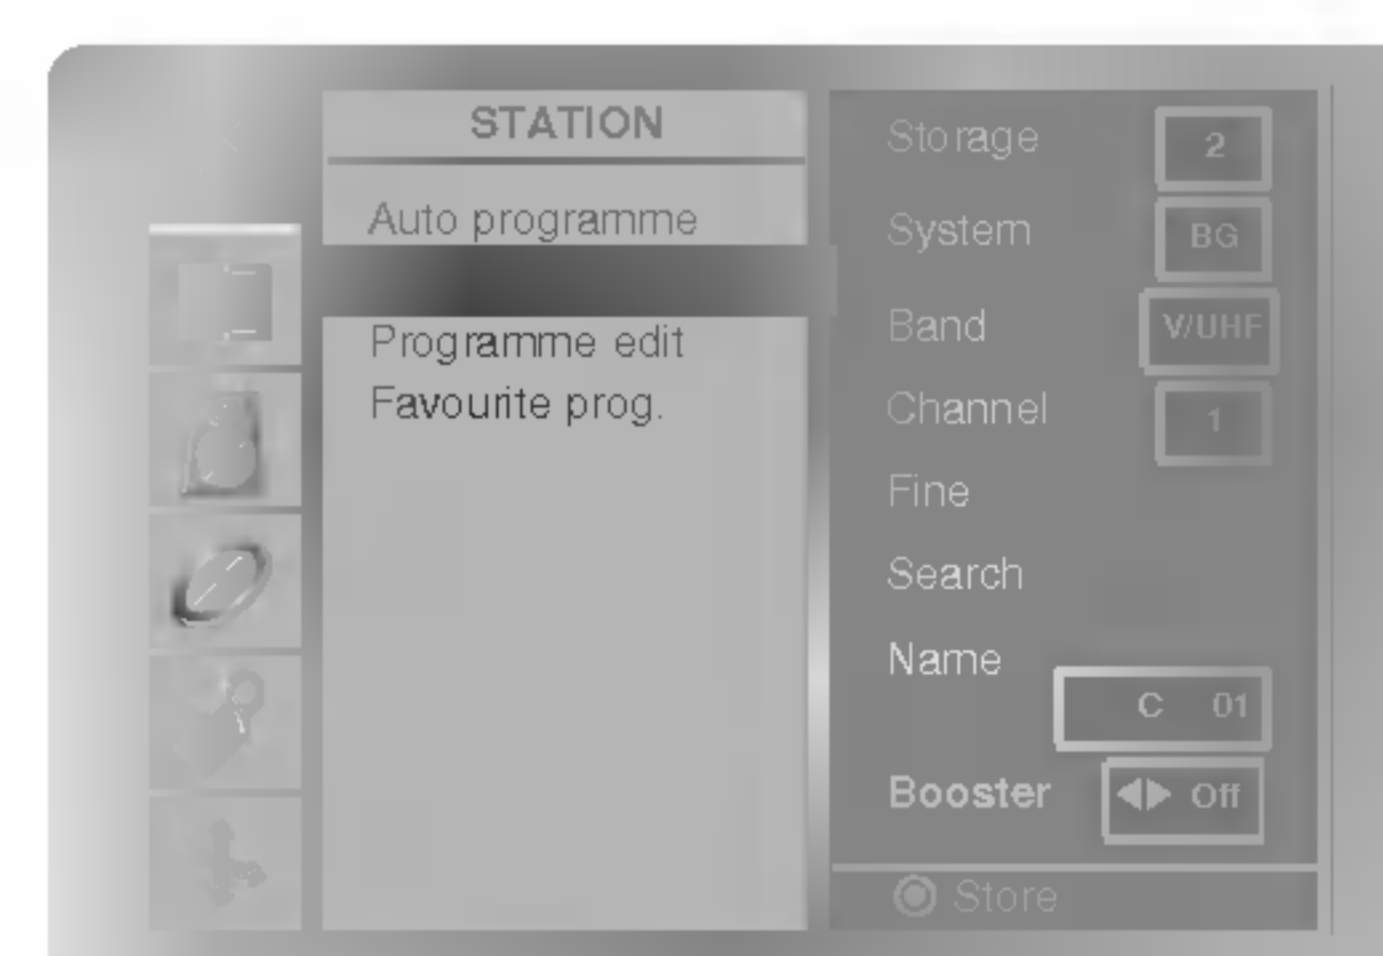 STATION
Auto programme
Programme edit
Favourite prog.
Storage 2
System BG
Band V/UHF
Channel 1
Fine
Search
Name
C 01
Booster Off
Store